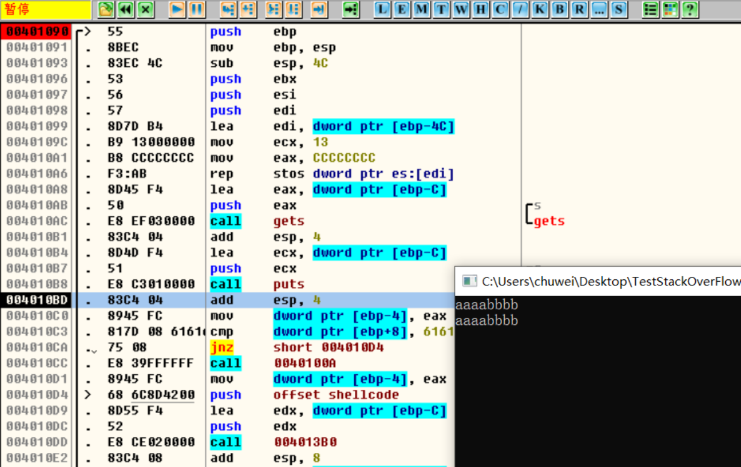 暂停 L E M T W H C / K B R ... S ?
00401090 > 55 push ebp
00401091 . 8BEC mov ebp, esp
00401093 . 83EC 4C sub esp, 4C
00401096 . 53 push ebx
00401097 . 56 push esi
00401098 . 57 push edi
00401099 . 8D7D B4 lea edi, dword ptr [ebp-4C]
0040109C . B9 13000000 mov ecx, 13
004010A1 . B8 CCCCCCCC mov eax, CCCCCCCC
004010A6 . F3:AB rep stos dword ptr es:[edi]
004010A8 . 8D45 F4 lea eax, dword ptr [ebp-C]
004010AB . 50 push eax s
004010AC . E8 EF030000 call gets gets
004010B1 . 83C4 04 add esp, 4
004010B4 . 8D4D F4 lea ecx, dword ptr [ebp-C]
004010B7 . 51 push ecx
004010B8 . E8 C3010000 call puts
004010BD . 83C4 04 add esp, 4
004010C0 . 8945 FC mov dword ptr [ebp-4], eax
004010C3 . 817D 08 6161 cmp dword ptr [ebp+8], 6161
004010CA . 75 08 jnz short 004010D4
004010CC . E8 39FFFFFF call 0040100A
004010D1 . 8945 FC mov dword ptr [ebp-4], eax
004010D4 > 68 6C8D4200 push offset shellcode
004010D9 . 8D55 F4 lea edx, dword ptr [ebp-C]
004010DC . 52 push edx
004010DD . E8 CE020000 call 004013B0
004010E2 . 83C4 08 add esp, 8
C:\Users\chuwei\Desktop\TestStackOverFlow
aaaabbbb
aaaabbbb